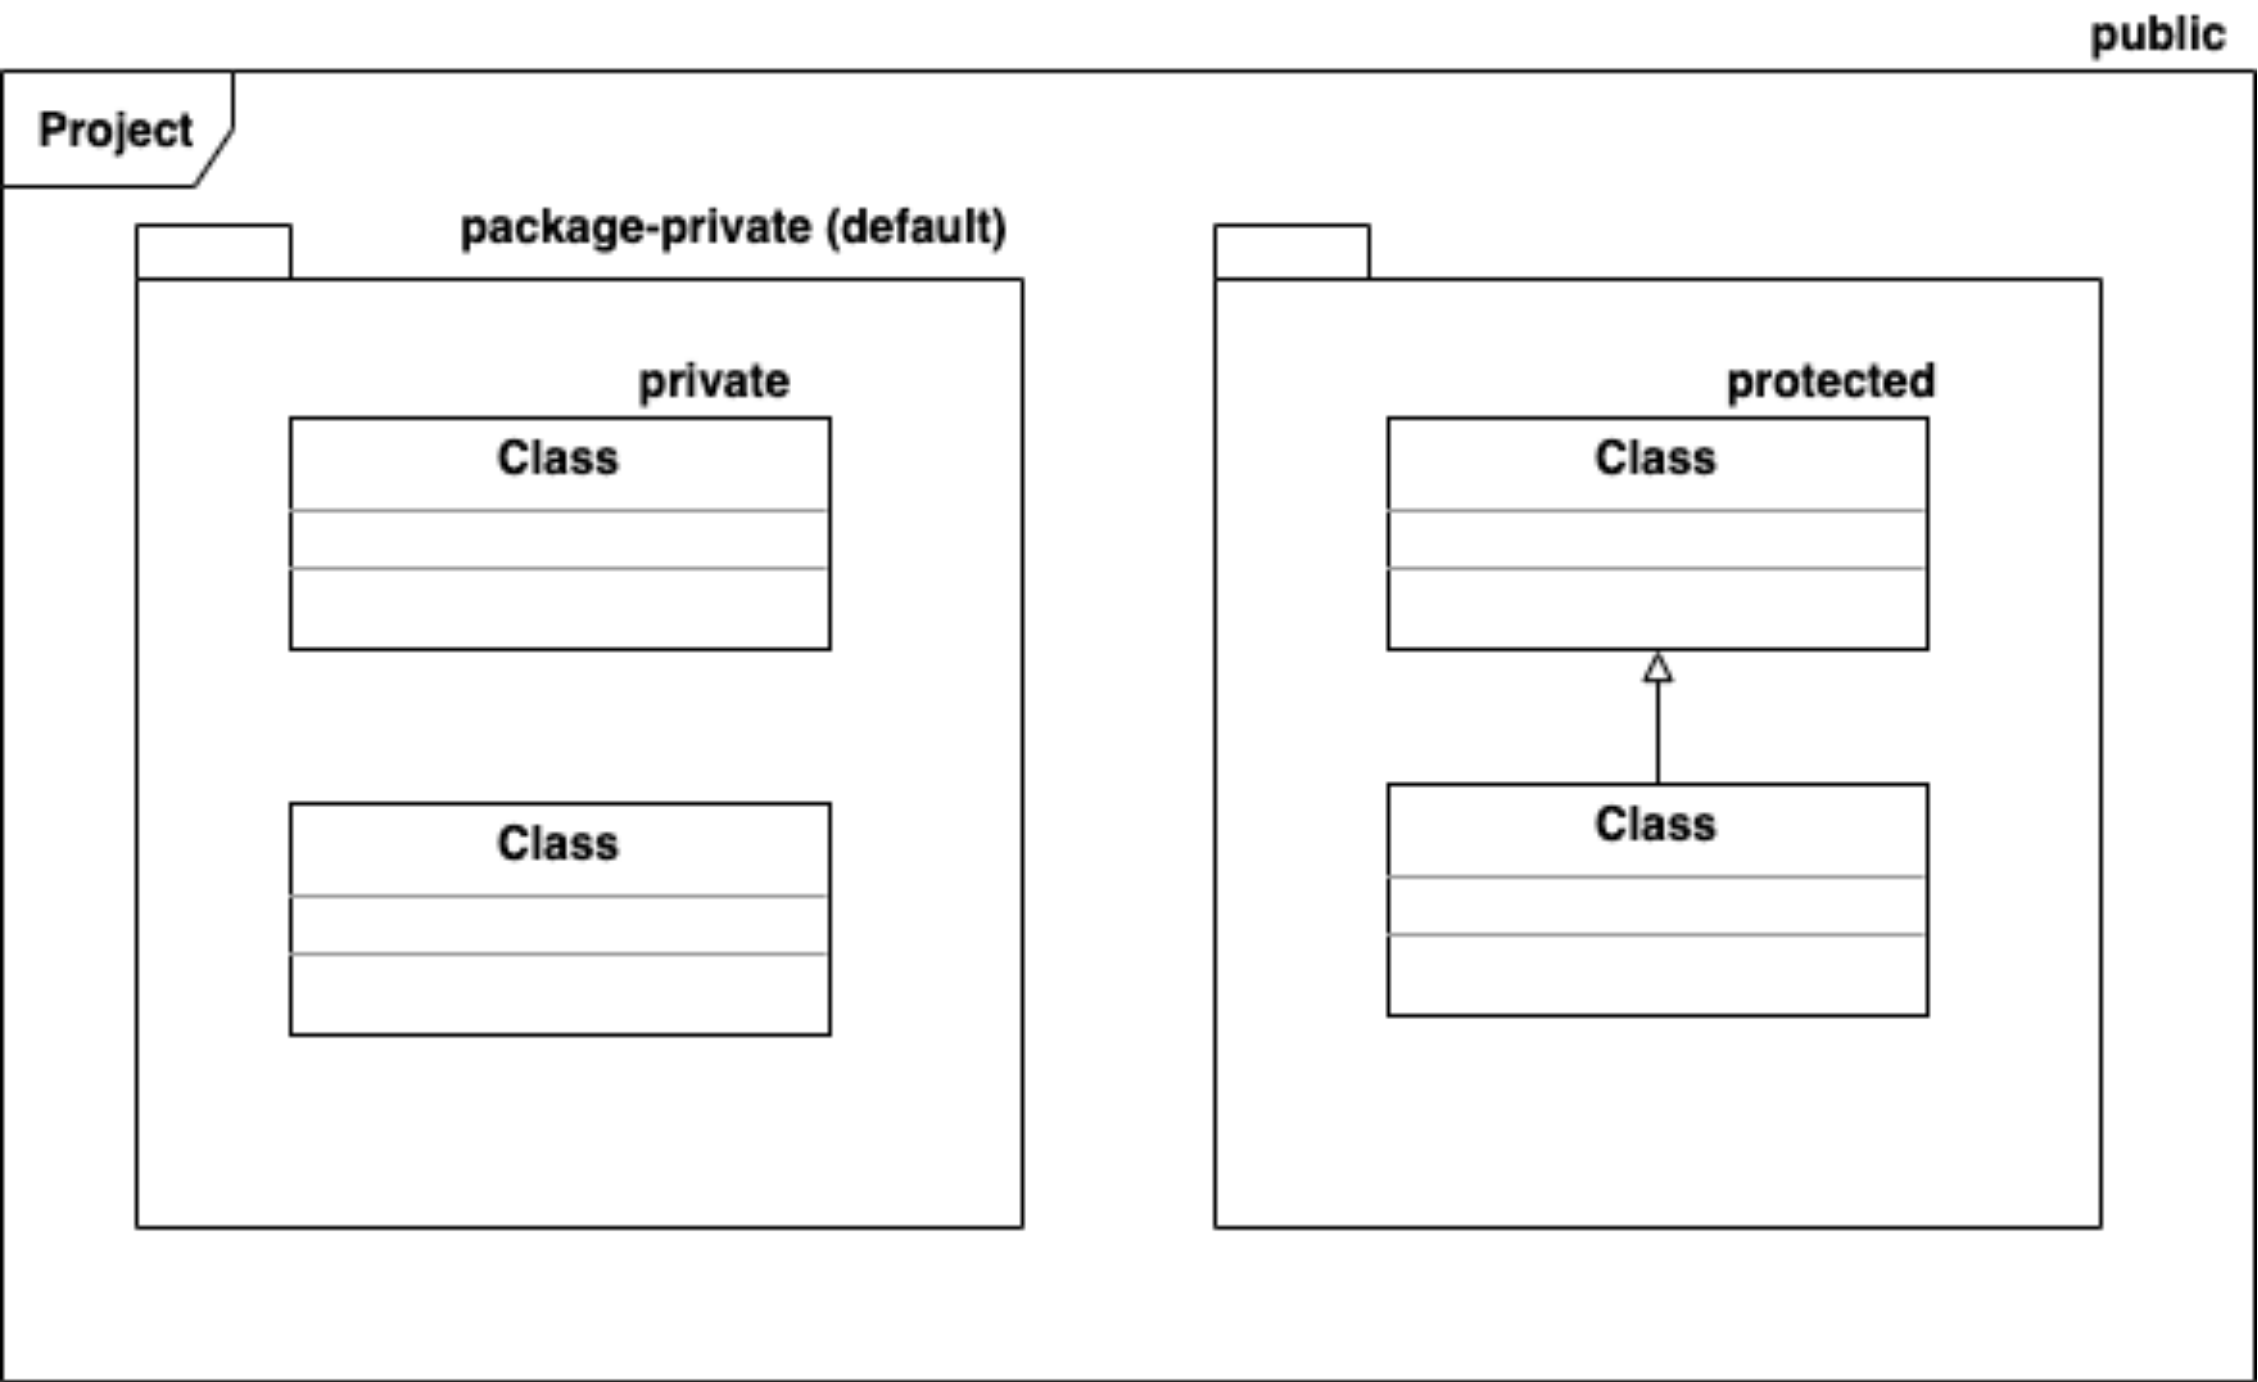 public
Project
package-private (default)
private
Class
Class
protected
Class
Class